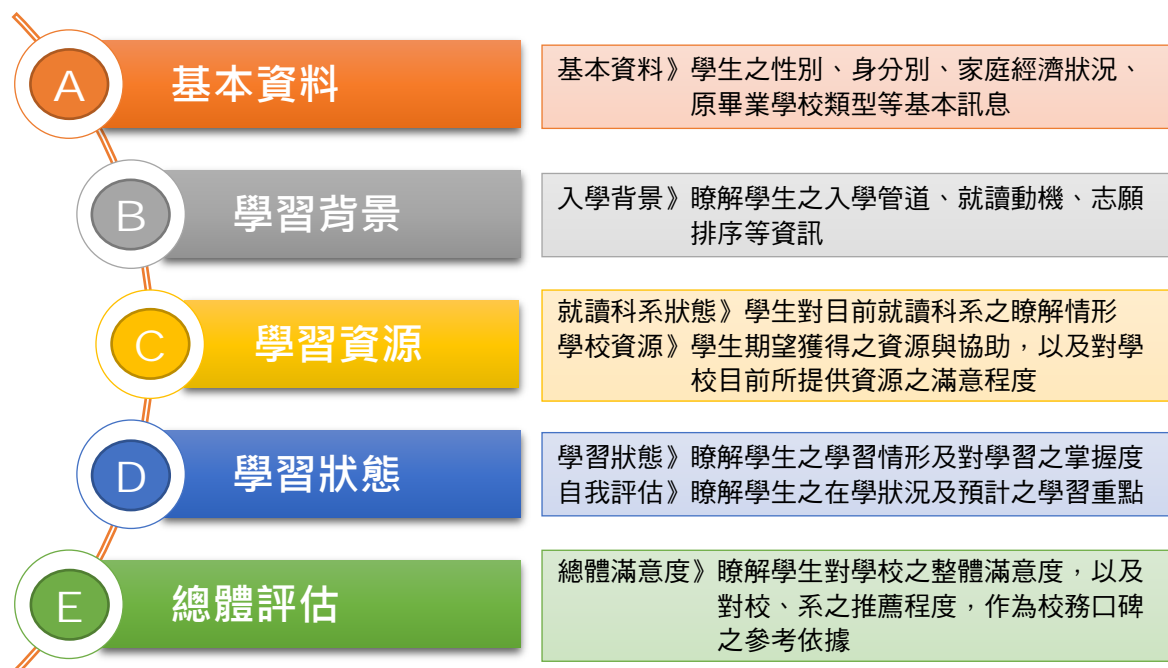 A
基本資料
基本資料》學生之性別、身分別、家庭經濟狀況、
原畢業學校類型等基本訊息
B
學習背景
入學背景》瞭解學生之入學管道、就讀動機、志願
排序等資訊
C
學習資源
就讀科系狀態》學生對目前就讀科系之瞭解情形
學校資源》學生期望獲得之資源與協助，以及對學
校目前所提供資源之滿意程度
D
學習狀態
學習狀態》瞭解學生之學習情形及對學習之掌握度
自我評估》瞭解學生之在學狀況及預計之學習重點
E
總體評估
總體滿意度》瞭解學生對學校之整體滿意度，以及
對校、系之推薦程度，作為校務口碑
之參考依據